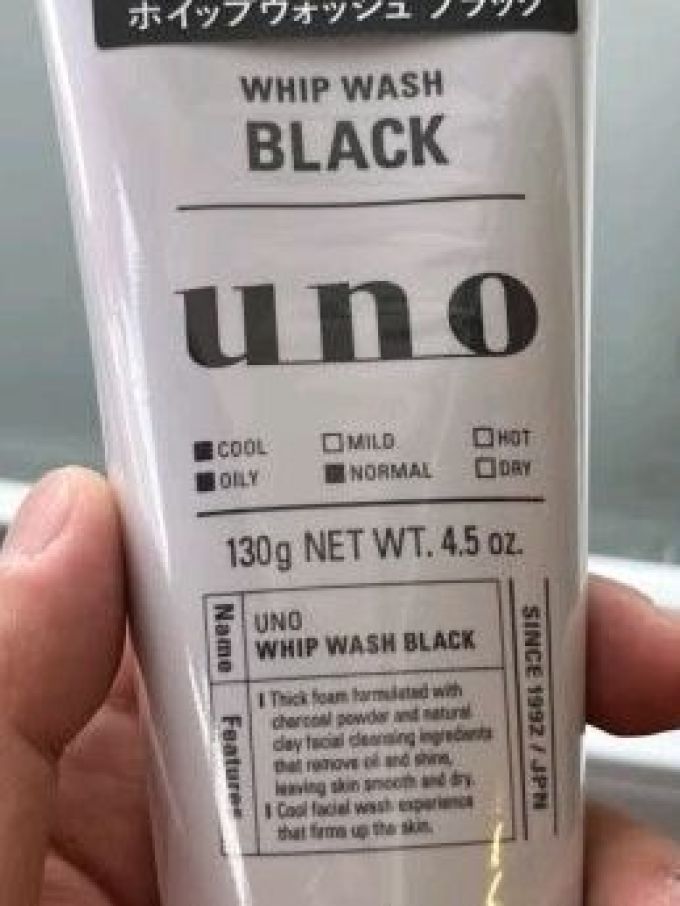 ホイップウォッシュ ブラック
WHIP WASH
BLACK
uno
■ COOL □ MILD □ HOT
■ OILY ■ NORMAL □ DRY
130g NET WT. 4.5 oz.
Name
UNO
WHIP WASH BLACK
Features
Thick foam formulated with
charcoal powder and natural
clay facial cleansing ingredients
that remove oil and shine,
leaving skin smooth and dry.
Cool facial wash experience
that firms up the skin.
SINCE 1992 / JPN